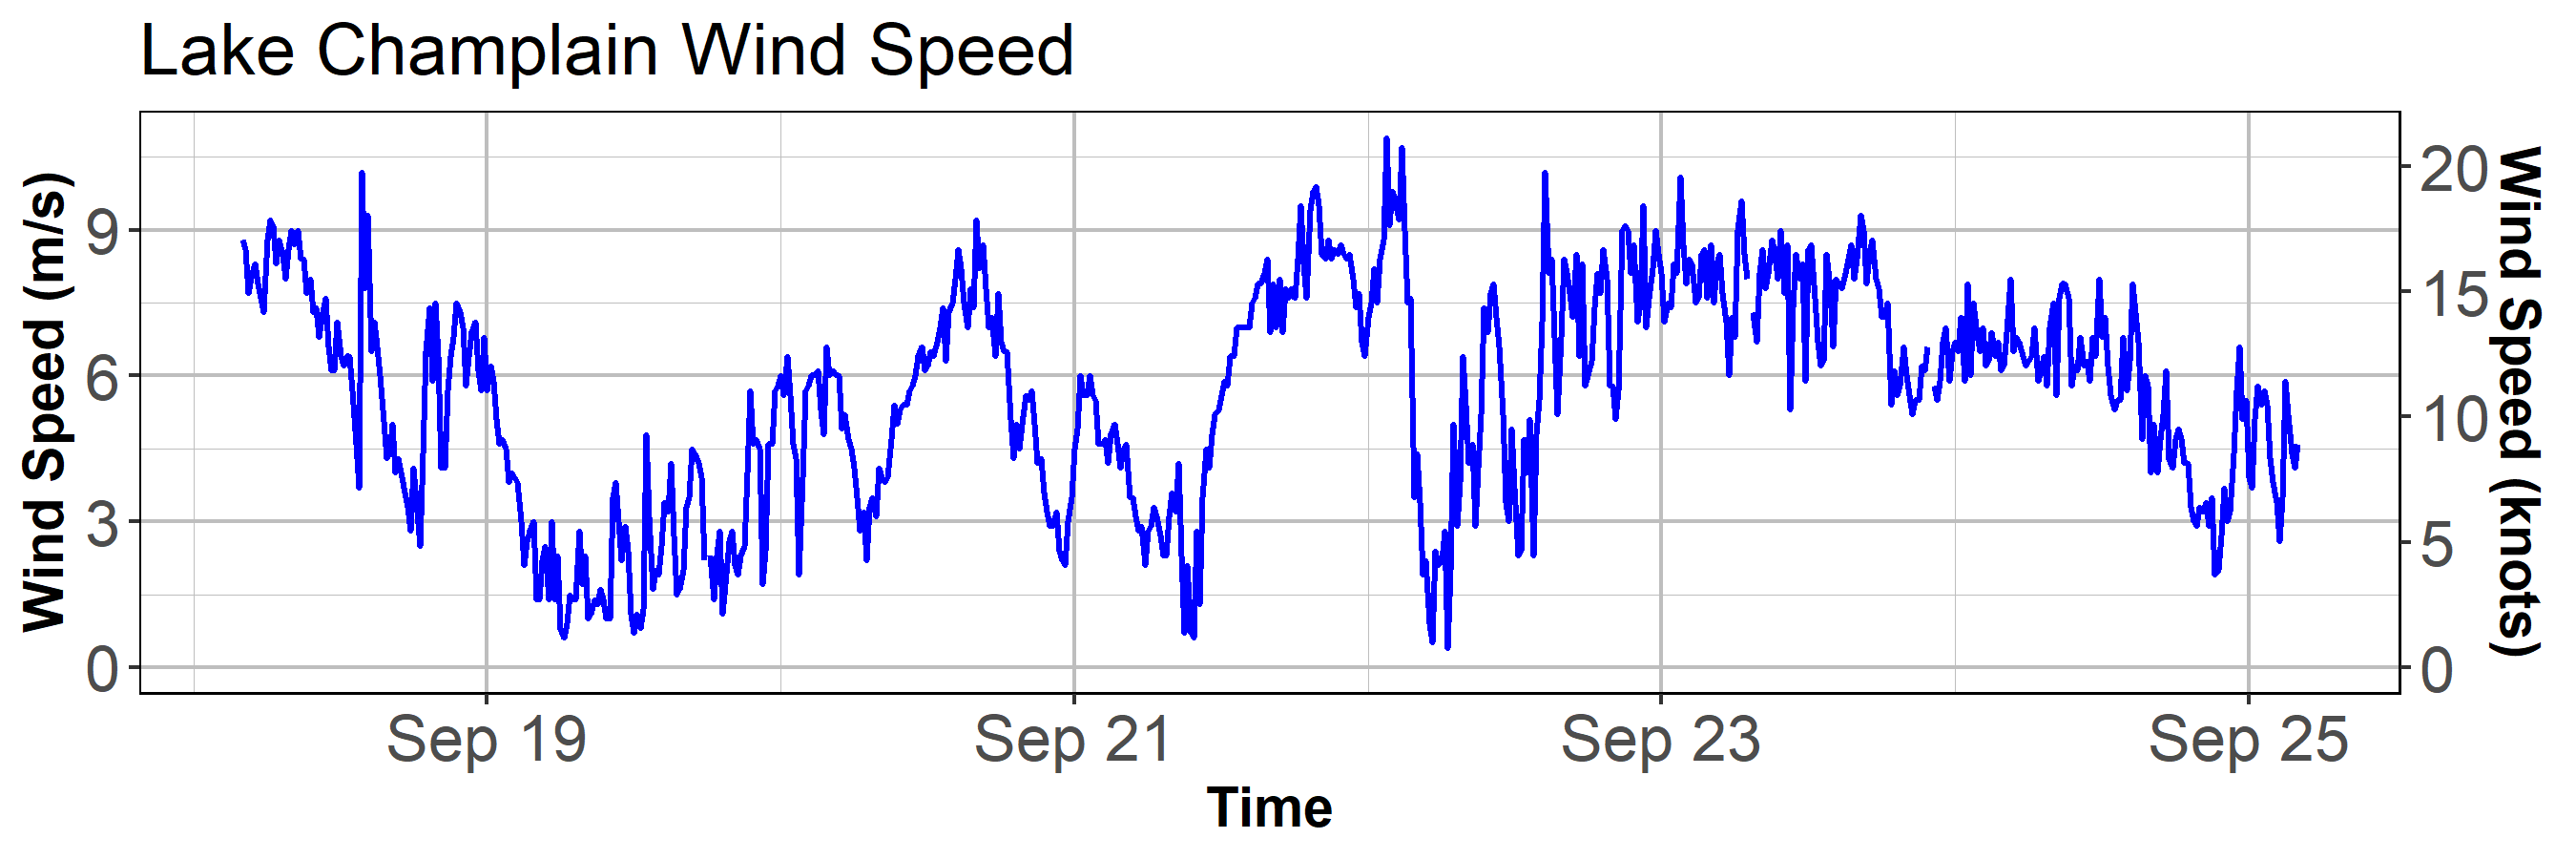 Lake Champlain Wind Speed
Wind Speed (m/s)
9
6
3
0
20
15
10
5
0
Wind Speed (knots)
Sep 19
Sep 21
Sep 23
Sep 25
Time